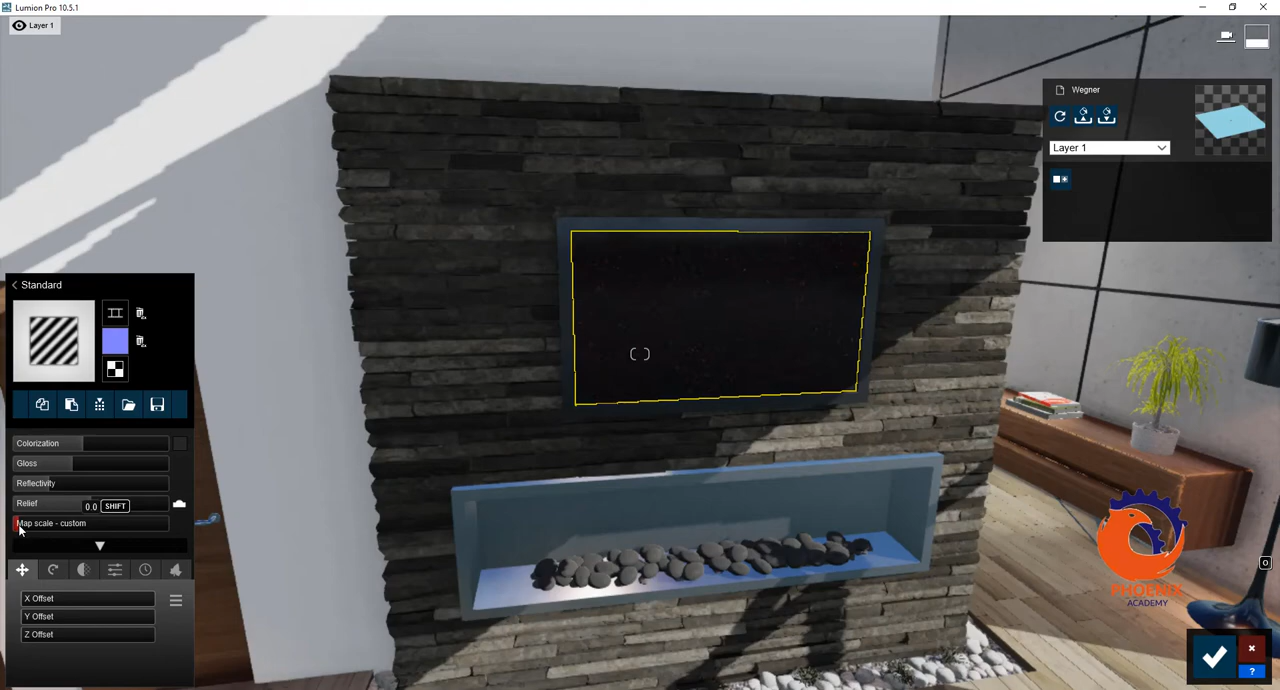 Lumion Pro 10.5.1
Layer 1
Wegner
Layer 1
Standard
Colorization
Gloss
Reflectivity
Relief
0.0 SHIFT
Map scale - custom
X Offset
Y Offset
Z Offset
O
PHOENIX
ACADEMY
?